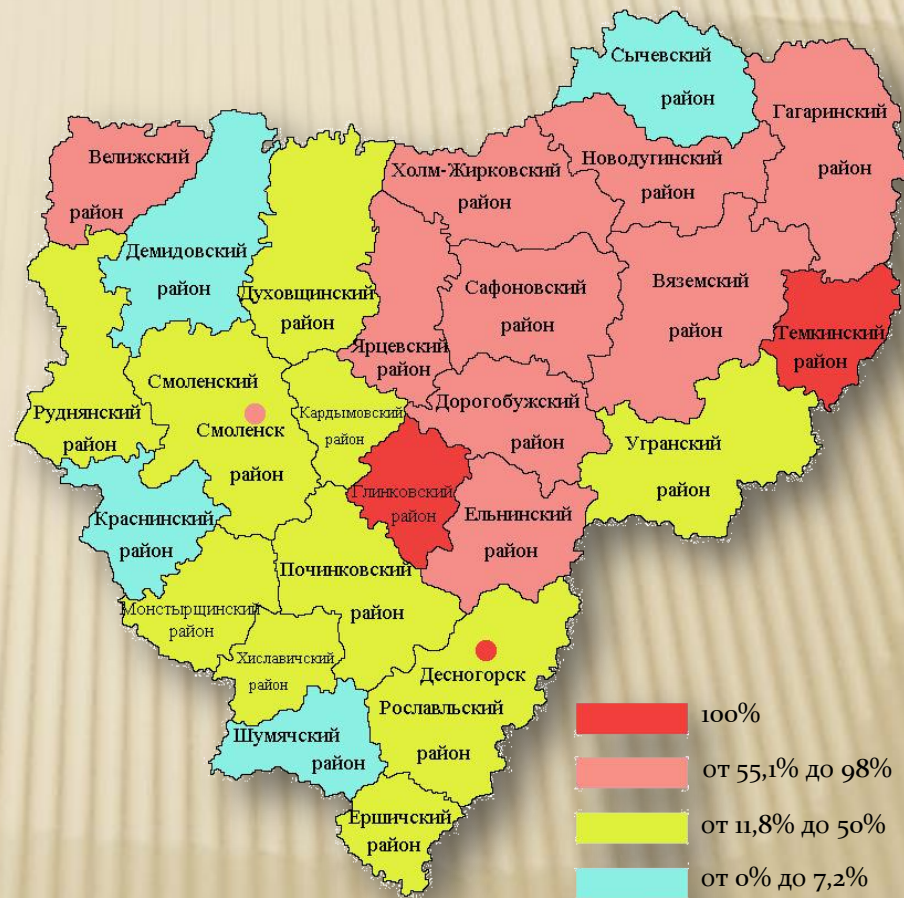 Сычевский
район
Гагаринский
район
Велижский
район
Холм-Жирковский
район
Новодугинский
район
Демидовский
район
Духовщинский
район
Сафоновский
район
Вяземский
район
Ярцевский
район
Темкинский
район
Смоленский
Смоленск
район
Руднянский
район
Кардымовский
район
Дорогобужский
район
Угранский
район
Глинковский
район
Ельнинский
район
Краснинский
район
Починковский
район
Монстырщинский
район
Хиславичский
район
Десногорск
Рославльский
район
Шумячский
район
Ершичский
район
100%
от 55,1% до 98%
от 11,8% до 50%
от 0% до 7,2%